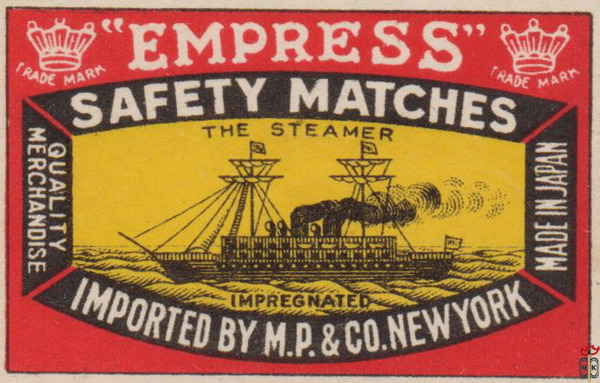 "EMPRESS"
TRADE MARK
TRADE MARK
SAFETY MATCHES
THE STEAMER
QUALITY
MERCHANDISE
MADE IN JAPAN
IMPREGNATED
IMPORTED BY M.P. & CO. NEW YORK
M K